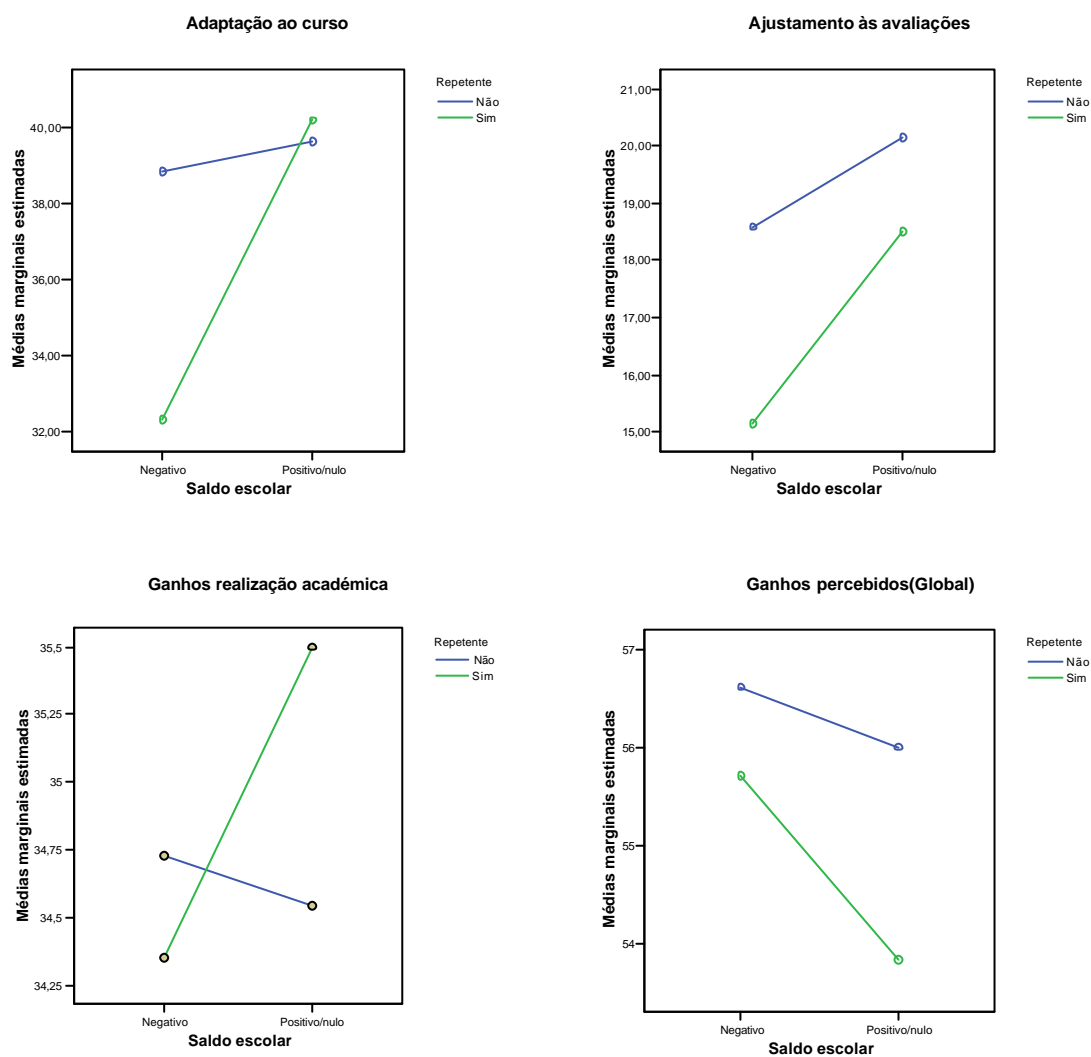 Adaptação ao curso
Repetente
Não
Sim
Médias marginais estimadas
40,00
38,00
36,00
34,00
32,00
Negativo
Positivo/nulo
Saldo escolar
Ajustamento às avaliações
Repetente
Não
Sim
Médias marginais estimadas
21,00
20,00
19,00
18,00
17,00
16,00
15,00
Negativo
Positivo/nulo
Saldo escolar
Ganhos realização académica
Repetente
Não
Sim
Médias marginais estimadas
35,5
35,25
35
34,75
34,5
34,25
Negativo
Positivo/nulo
Saldo escolar
Ganhos percebidos(Global)
Repetente
Não
Sim
Médias marginais estimadas
57
56
55
54
Negativo
Positivo/nulo
Saldo escolar